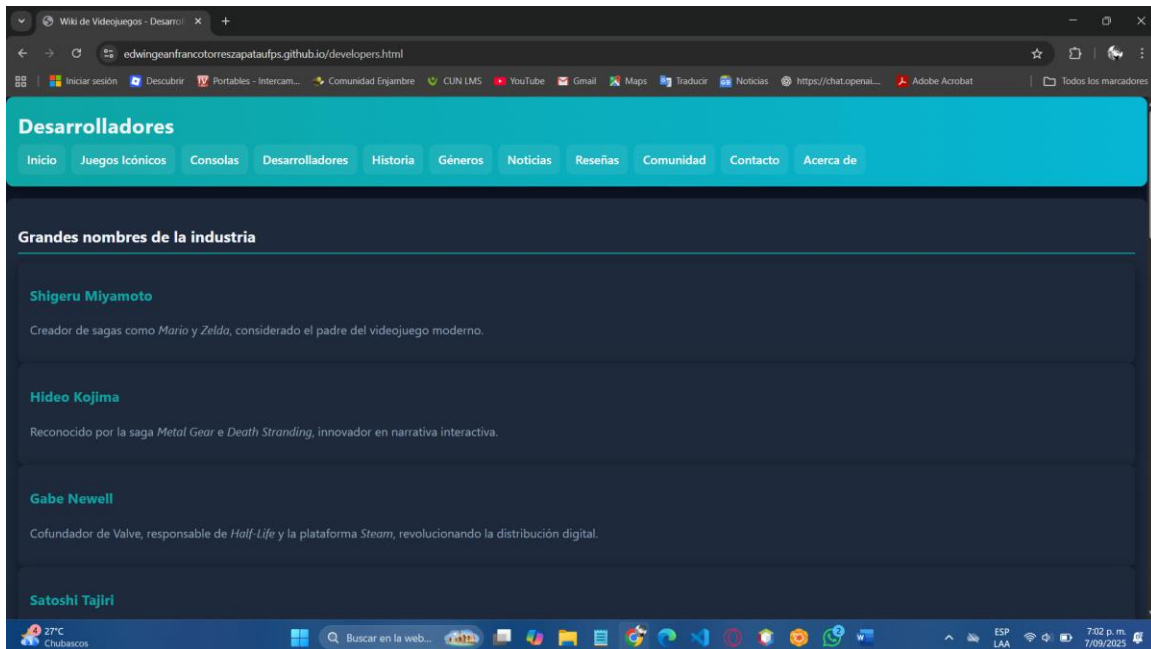 Wiki de Videojuegos - Desarroll
edwingeanfrancotorreszapataufps.github.io/developers.html
Iniciar sesión Descubrir Portables - Intercam... Comunidad Enjambre CUN LMS YouTube Gmail Maps Traducir Noticias https://chat.openai.... Adobe Acrobat Todos los marcadores
Desarrolladores
Inicio Juegos Icónicos Consolas Desarrolladores Historia Géneros Noticias Reseñas Comunidad Contacto Acerca de
Grandes nombres de la industria
Shigeru Miyamoto
Creador de sagas como Mario y Zelda, considerado el padre del videojuego moderno.
Hideo Kojima
Reconocido por la saga Metal Gear e Death Stranding, innovador en narrativa interactiva.
Gabe Newell
Cofundador de Valve, responsable de Half-Life y la plataforma Steam, revolucionando la distribución digital.
Satoshi Tajiri
4 27°C
Chubascos
Buscar en la web...
2
ESP
LAA
7:02 p. m.
7/09/2025